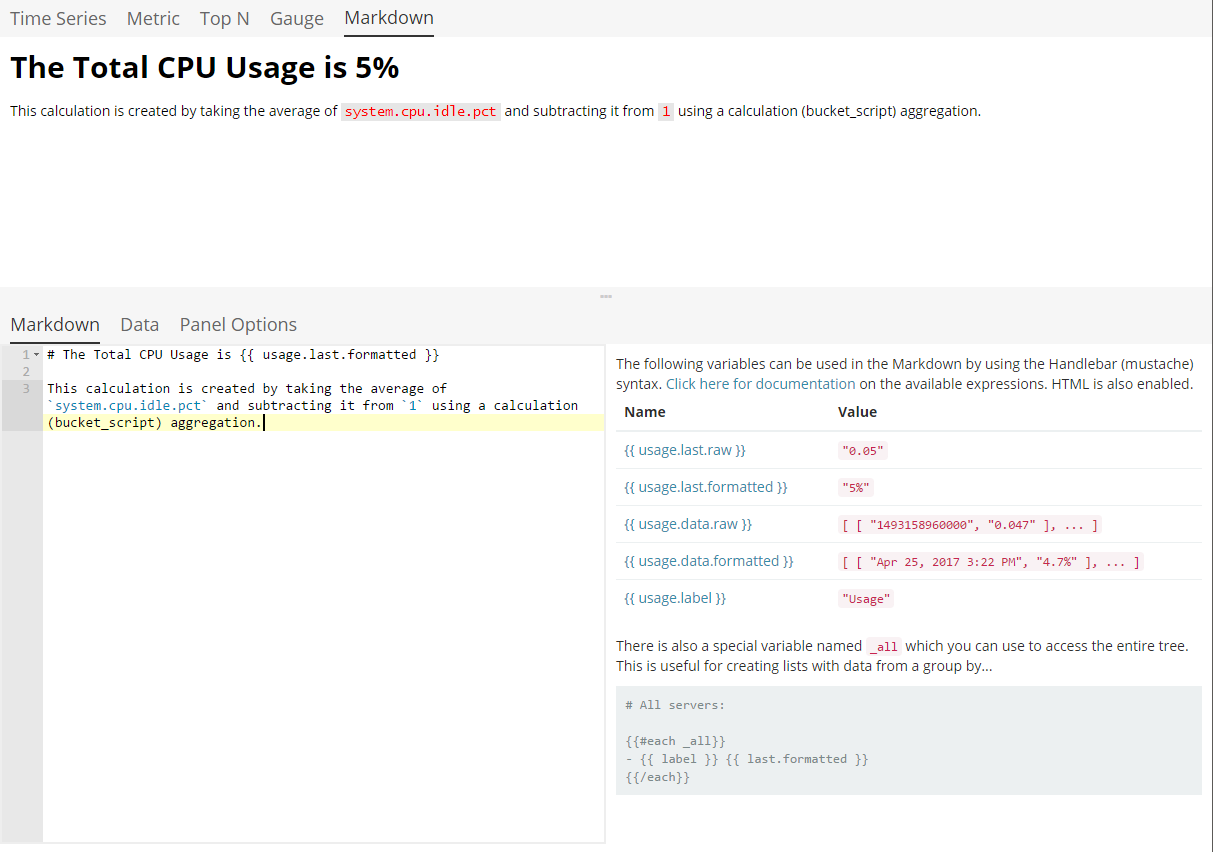 Time Series Metric Top N Gauge Markdown
The Total CPU Usage is 5%
This calculation is created by taking the average of system.cpu.idle.pct and subtracting it from 1 using a calculation (bucket_script) aggregation.
Markdown Data Panel Options
1 # The Total CPU Usage is {{ usage.last.formatted }}
2
3 This calculation is created by taking the average of
`system.cpu.idle.pct` and subtracting it from `1` using a calculation
(bucket_script) aggregation.
The following variables can be used in the Markdown by using the Handlebar (mustache)
syntax. Click here for documentation on the available expressions. HTML is also enabled.
Name Value
{{ usage.last.raw }} "0.05"
{{ usage.last.formatted }} "5%"
{{ usage.data.raw }} [ [ "1493158960000", "0.047" ], ... ]
{{ usage.data.formatted }} [ [ "Apr 25, 2017 3:22 PM", "4.7%" ], ... ]
{{ usage.label }} "Usage"
There is also a special variable named _all which you can use to access the entire tree.
This is useful for creating lists with data from a group by...
# All servers:
{{#each _all}}
- {{ label }} {{ last.formatted }}
{{/each}}